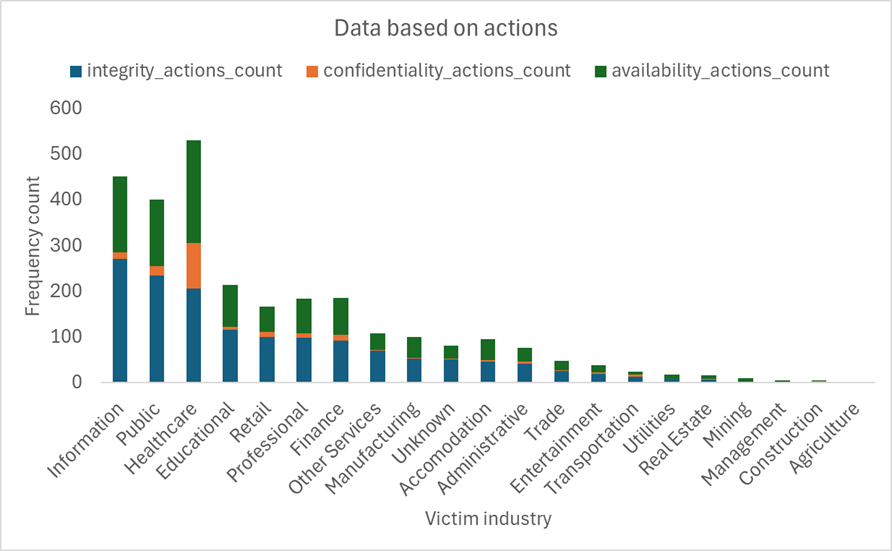 Data based on actions
integrity_actions_count confidentiality_actions_count availability_actions_count
600
500
400
300
200
100
0
Frequency count
Information
Public
Healthcare
Educational
Retail
Professional
Finance
Other Services
Manufacturing
Unknown
Accomodation
Administrative
Trade
Entertainment
Transportation
Utilities
Real Estate
Mining
Management
Construction
Agriculture
Victim industry